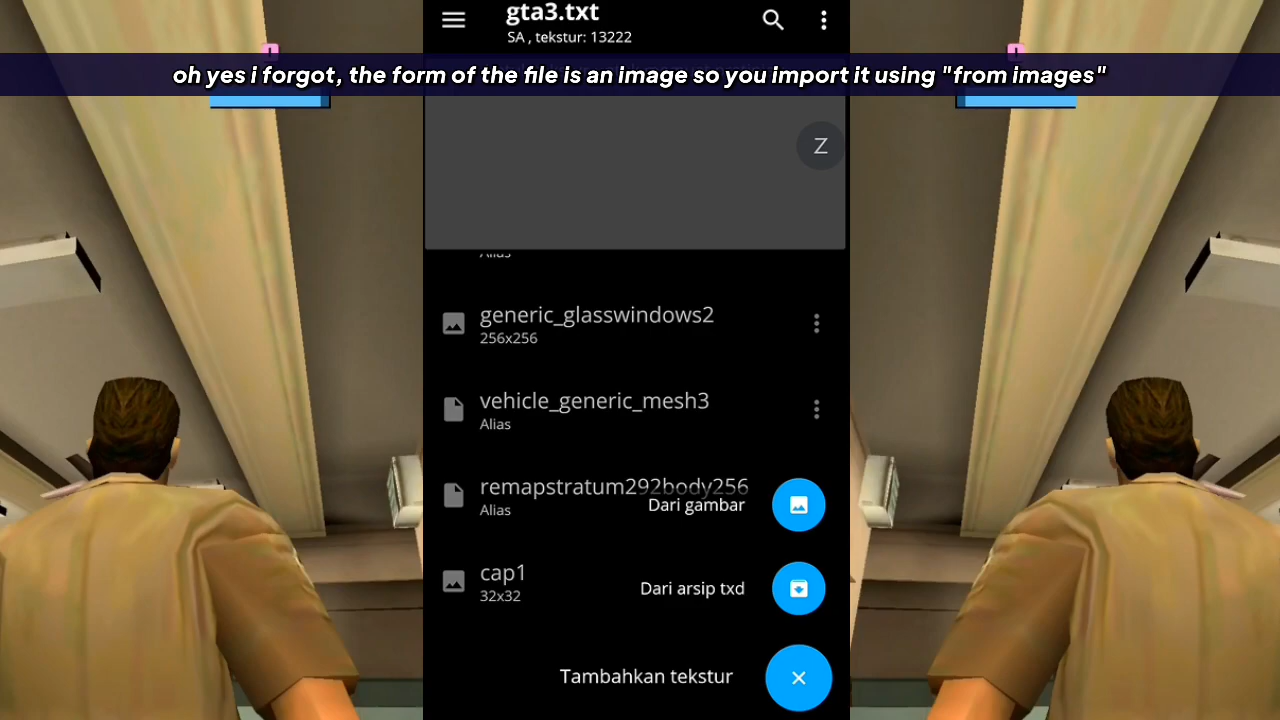 gta3.txt
SA , tekstur: 13222
oh yes i forgot, the form of the file is an image so you import it using "from images"
Z
Alias
generic_glasswindows2
256x256
vehicle_generic_mesh3
Alias
remapstratum292body256
Alias
Dari gambar
cap1
32x32
Dari arsip txd
Tambahkan tekstur